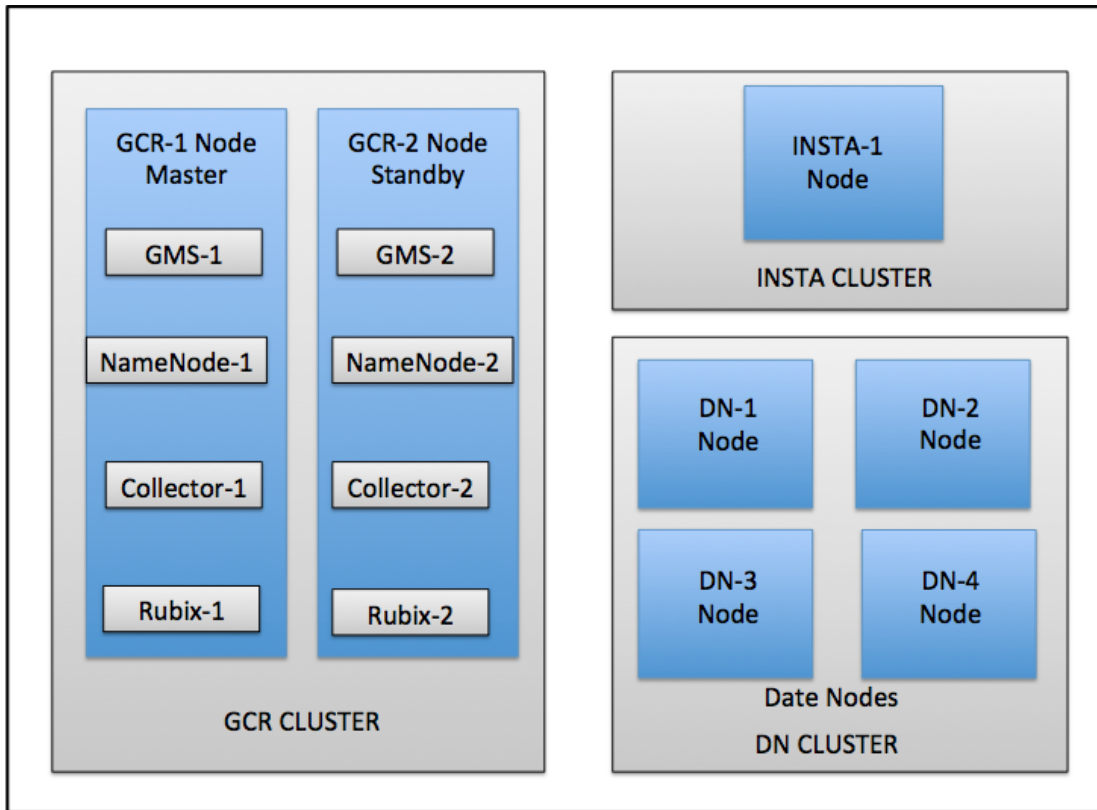 GCR-1 Node
Master
GMS-1
NameNode-1
Collector-1
Rubix-1
GCR-2 Node
Standby
GMS-2
NameNode-2
Collector-2
Rubix-2
GCR CLUSTER
INSTA-1
Node
INSTA CLUSTER
DN-1
Node
DN-2
Node
DN-3
Node
DN-4
Node
Date Nodes
DN CLUSTER